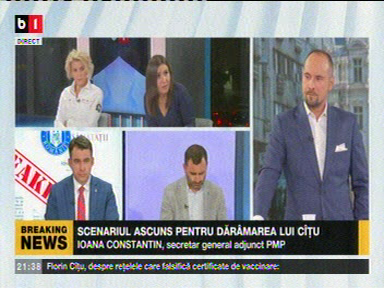 b1
DIRECT
FAKE
BREAKING
NEWS
SCENARIUL ASCUNS PENTRU DĂRÂMAREA LUI CÎȚU
IOANA CONSTANTIN, secretar general adjunct PMP
21:38 Florin Cîțu, despre rețelele care falsifică certificate de vaccinare: